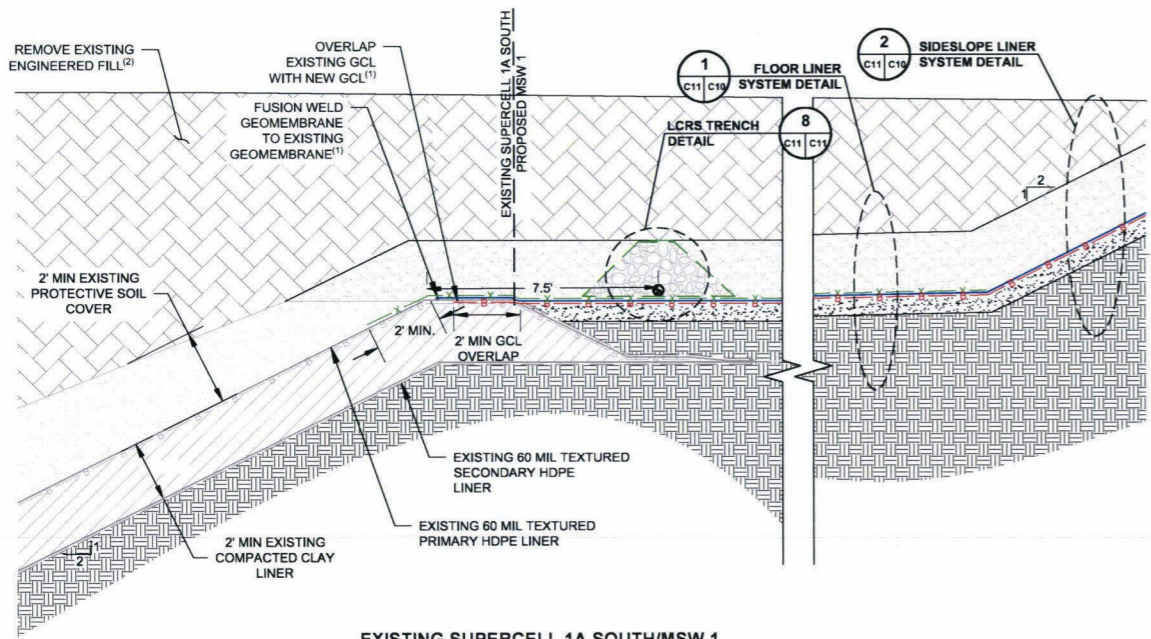 REMOVE EXISTING
ENGINEERED FILL(2)
OVERLAP
EXISTING GCL
WITH NEW GCL(1)
FUSION WELD
GEOMEMBRANE
TO EXISTING
GEOMEMBRANE(1)
EXISTING SUPERCELL 1A SOUTH
PROPOSED MSW 1
1
C11 C10
FLOOR LINER
SYSTEM DETAIL
2
C11 C10
SIDESLOPE LINER
SYSTEM DETAIL
LCRS TRENCH
DETAIL
8
C11 C11
2
1
7.5'
2' MIN EXISTING
PROTECTIVE SOIL
COVER
2' MIN.
2' MIN GCL
OVERLAP
EXISTING 60 MIL TEXTURED
SECONDARY HDPE
LINER
EXISTING 60 MIL TEXTURED
PRIMARY HDPE LINER
2' MIN EXISTING
COMPACTED CLAY
LINER
1
2
EXISTING SUPERCELL 1A SOUTH/MSW 1